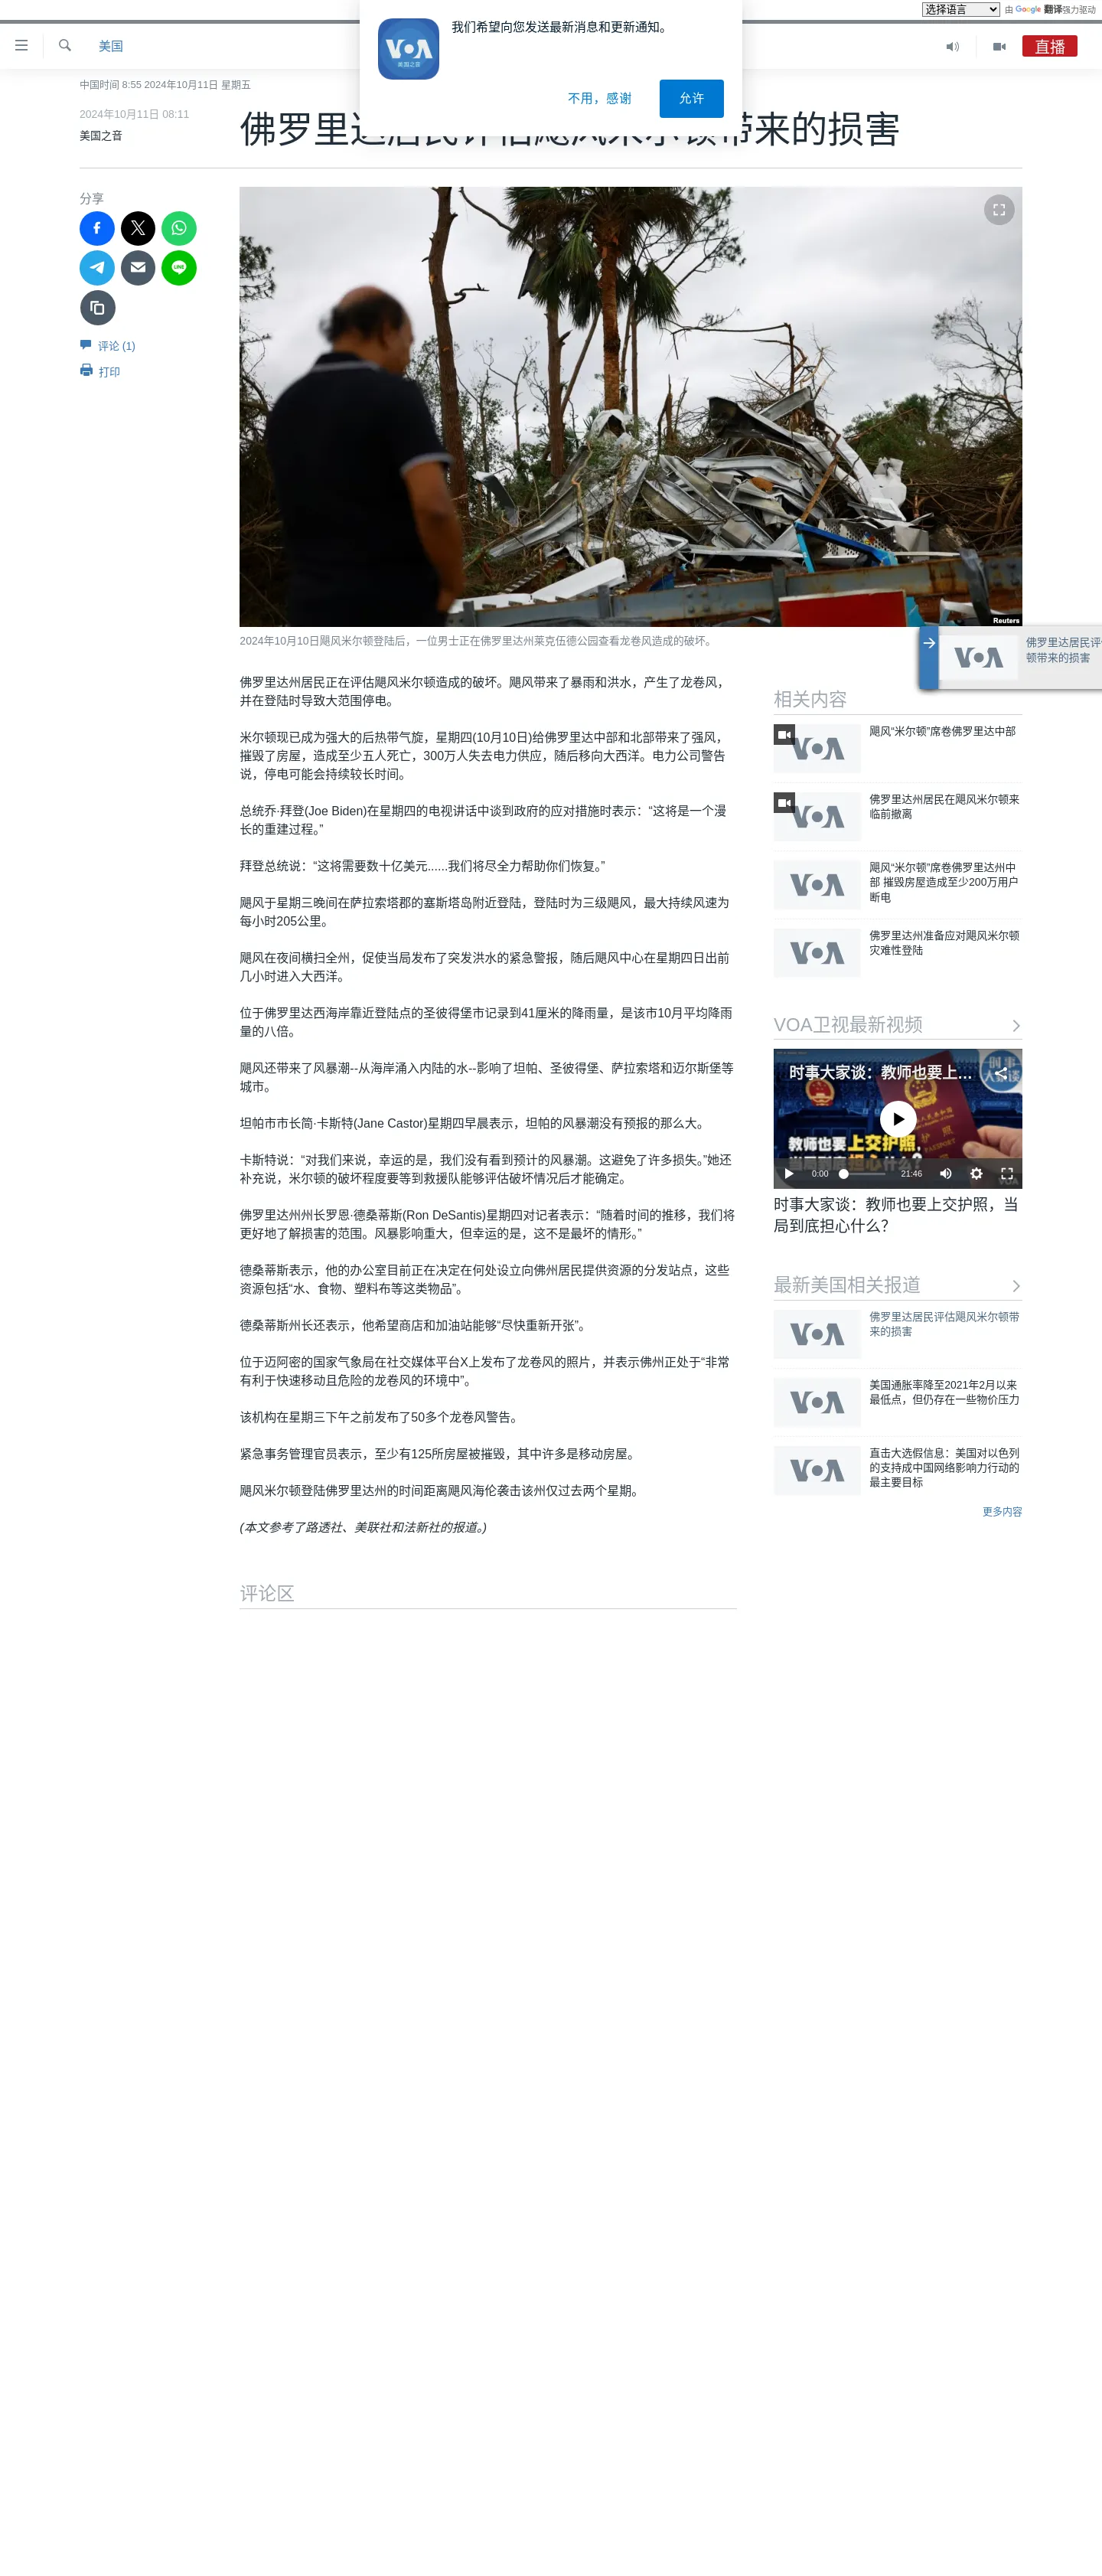 选择语言
由 Google 翻译强力驱动
我们希望向您发送最新消息和更新通知。
VOA
美国之音
不用，感谢
允许
美国
直播
中国时间 8:55 2024年10月11日 星期五
2024年10月11日 08:11
美国之音
佛罗里达居民评估飓风米尔顿带来的损害
分享
评论 (1)
打印
Reuters
2024年10月10日飓风米尔顿登陆后，一位男士正在佛罗里达州莱克伍德公园查看龙卷风造成的破坏。
VOA
佛罗里达居民评
顿带来的损害
佛罗里达州居民正在评估飓风米尔顿造成的破坏。飓风带来了暴雨和洪水，产生了龙卷风，
并在登陆时导致大范围停电。
米尔顿现已成为强大的后热带气旋，星期四(10月10日)给佛罗里达中部和北部带来了强风，
摧毁了房屋，造成至少五人死亡，300万人失去电力供应，随后移向大西洋。电力公司警告
说，停电可能会持续较长时间。
总统乔·拜登(Joe Biden)在星期四的电视讲话中谈到政府的应对措施时表示：“这将是一个漫
长的重建过程。”
拜登总统说：“这将需要数十亿美元......我们将尽全力帮助你们恢复。”
飓风于星期三晚间在萨拉索塔郡的塞斯塔岛附近登陆，登陆时为三级飓风，最大持续风速为
每小时205公里。
飓风在夜间横扫全州，促使当局发布了突发洪水的紧急警报，随后飓风中心在星期四日出前
几小时进入大西洋。
位于佛罗里达西海岸靠近登陆点的圣彼得堡市记录到41厘米的降雨量，是该市10月平均降雨
量的八倍。
飓风还带来了风暴潮--从海岸涌入内陆的水--影响了坦帕、圣彼得堡、萨拉索塔和迈尔斯堡等
城市。
坦帕市市长简·卡斯特(Jane Castor)星期四早晨表示，坦帕的风暴潮没有预报的那么大。
卡斯特说：“对我们来说，幸运的是，我们没有看到预计的风暴潮。这避免了许多损失。”她还
补充说，米尔顿的破坏程度要等到救援队能够评估破坏情况后才能确定。
佛罗里达州州长罗恩·德桑蒂斯(Ron DeSantis)星期四对记者表示：“随着时间的推移，我们将
更好地了解损害的范围。风暴影响重大，但幸运的是，这不是最坏的情形。”
德桑蒂斯表示，他的办公室目前正在决定在何处设立向佛州居民提供资源的分发站点，这些
资源包括“水、食物、塑料布等这类物品”。
德桑蒂斯州长还表示，他希望商店和加油站能够“尽快重新开张”。
位于迈阿密的国家气象局在社交媒体平台X上发布了龙卷风的照片，并表示佛州正处于“非常
有利于快速移动且危险的龙卷风的环境中”。
该机构在星期三下午之前发布了50多个龙卷风警告。
紧急事务管理官员表示，至少有125所房屋被摧毁，其中许多是移动房屋。
飓风米尔顿登陆佛罗里达州的时间距离飓风海伦袭击该州仅过去两个星期。
(本文参考了路透社、美联社和法新社的报道。)
评论区
相关内容
VOA
飓风“米尔顿”席卷佛罗里达中部
VOA
佛罗里达州居民在飓风米尔顿来
临前撤离
VOA
飓风“米尔顿”席卷佛罗里达州中
部 摧毁房屋造成至少200万用户
断电
VOA
佛罗里达州准备应对飓风米尔顿
灾难性登陆
VOA卫视最新视频
时事大家谈：教师也要上...
教师也要上交护照，
0:00
21:46
时事大家谈：教师也要上交护照，当
局到底担心什么？
最新美国相关报道
VOA
佛罗里达居民评估飓风米尔顿带
来的损害
VOA
美国通胀率降至2021年2月以来
最低点，但仍存在一些物价压力
VOA
直击大选假信息：美国对以色列
的支持成中国网络影响力行动的
最主要目标
更多内容